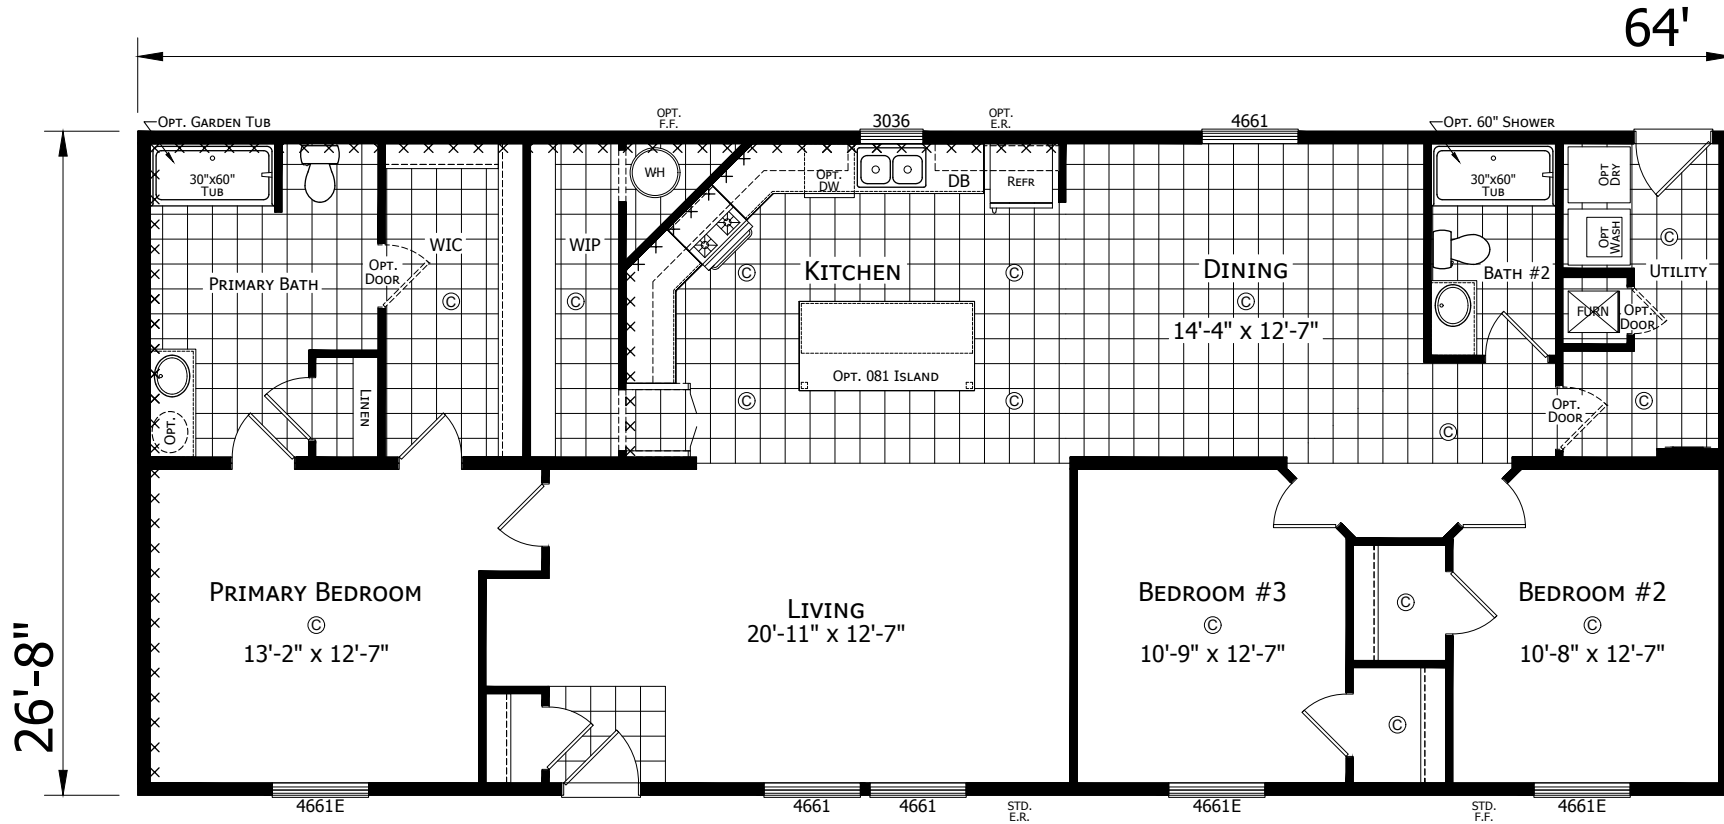 64'
26'-8"
OPT. GARDEN TUB
OPT.
F.F.
3036
OPT.
E.R.
4661
OPT. 60" SHOWER
30"x60"
TUB
WH
OPT.
DW
DB
REFR
30"x60"
TUB
OPT
DRY
OPT
WASH
WIC
WIP
KITCHEN
DINING
14'-4" x 12'-7"
BATH #2
UTILITY
PRIMARY BATH
OPT.
DOOR
©
©
©
©
©
©
FURN
OPT.
DOOR
OPT. 081 ISLAND
LINEN
OPT.
©
©
©
©
OPT.
DOOR
PRIMARY BEDROOM
©
13'-2" x 12'-7"
LIVING
20'-11" x 12'-7"
BEDROOM #3
©
10'-9" x 12'-7"
©
©
BEDROOM #2
©
10'-8" x 12'-7"
4661E
4661
4661
STD.
E.R.
4661E
STD.
F.F.
4661E